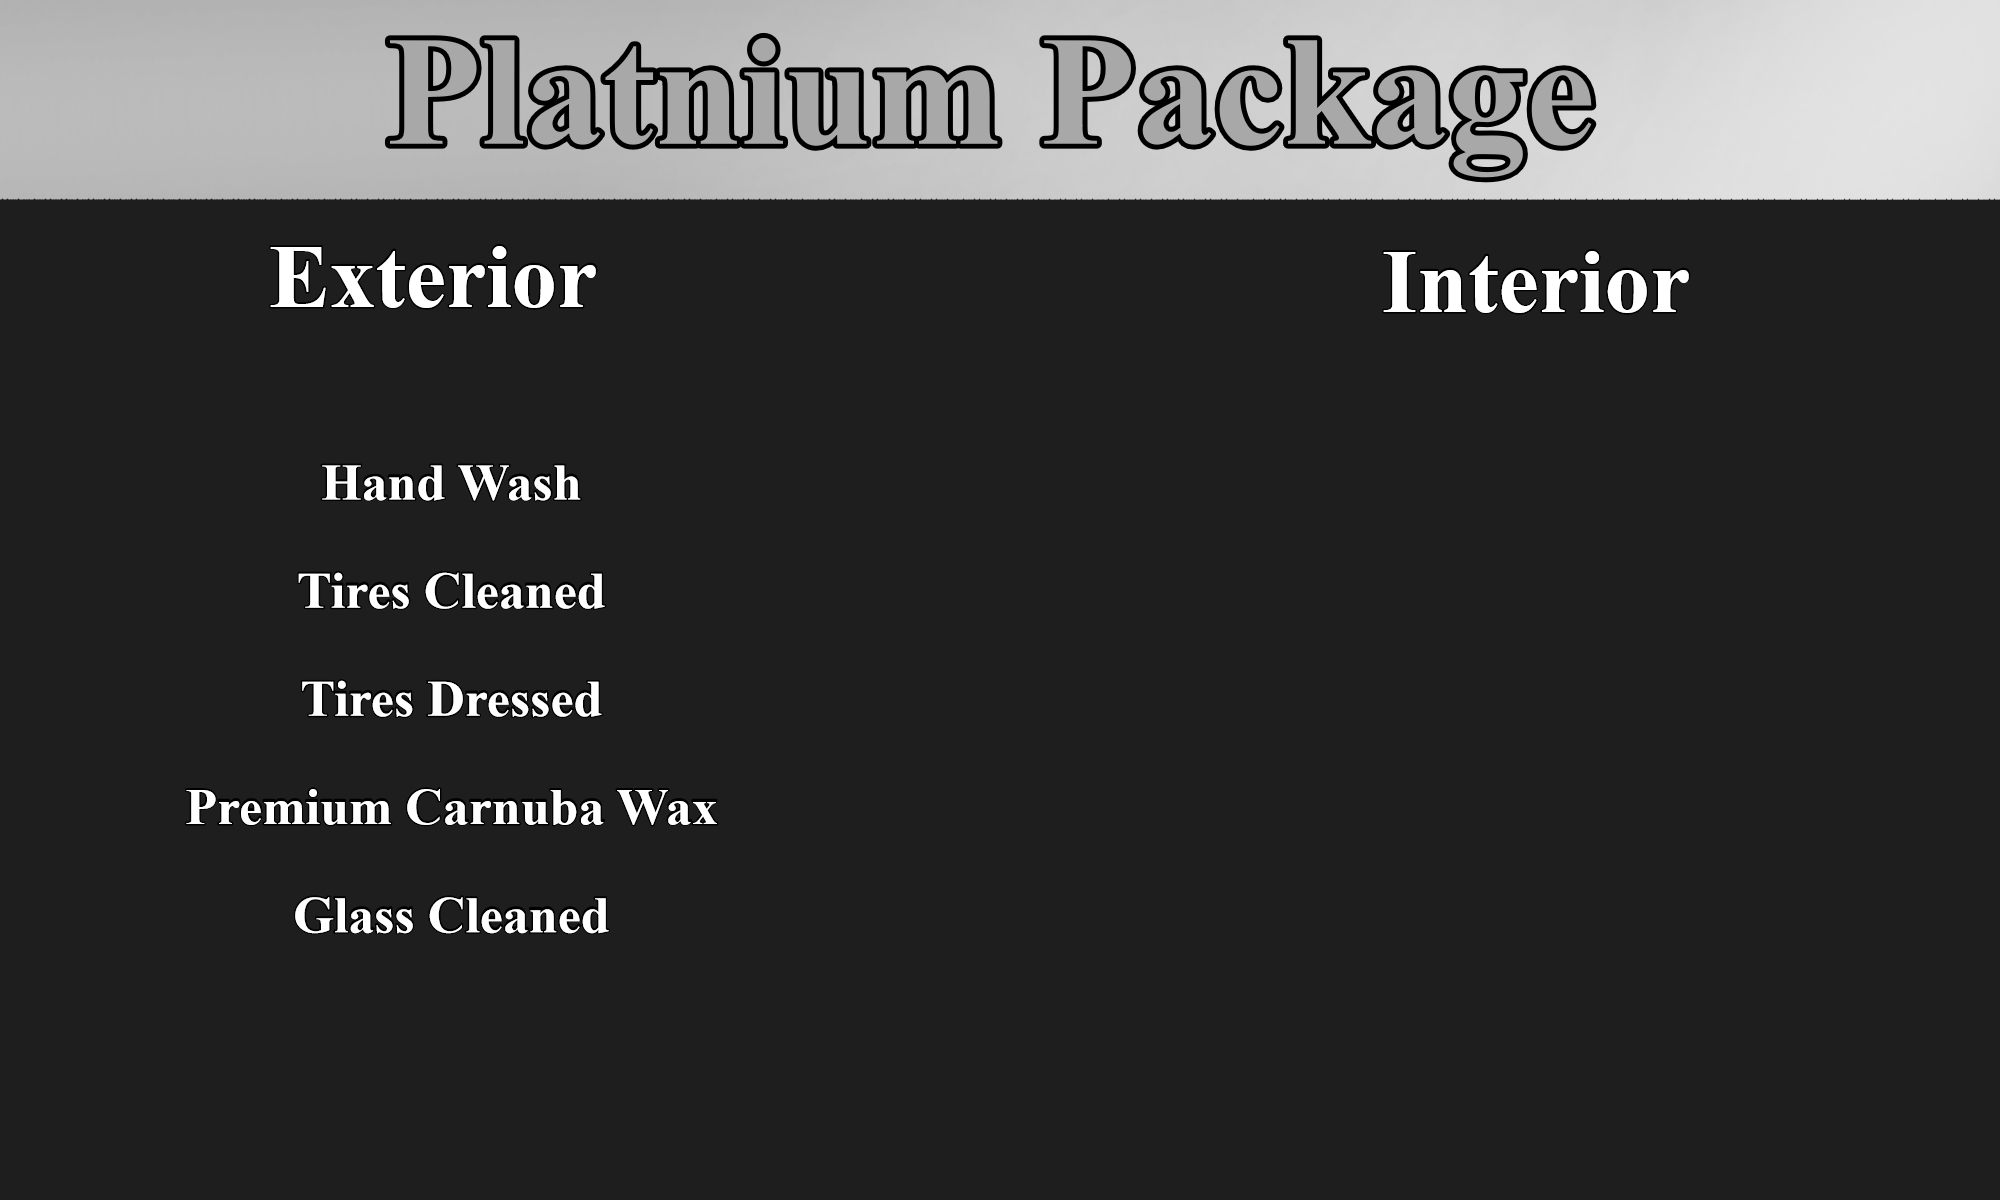 Platnium Package
Exterior
Interior
Hand Wash
Tires Cleaned
Tires Dressed
Premium Carnuba Wax
Glass Cleaned